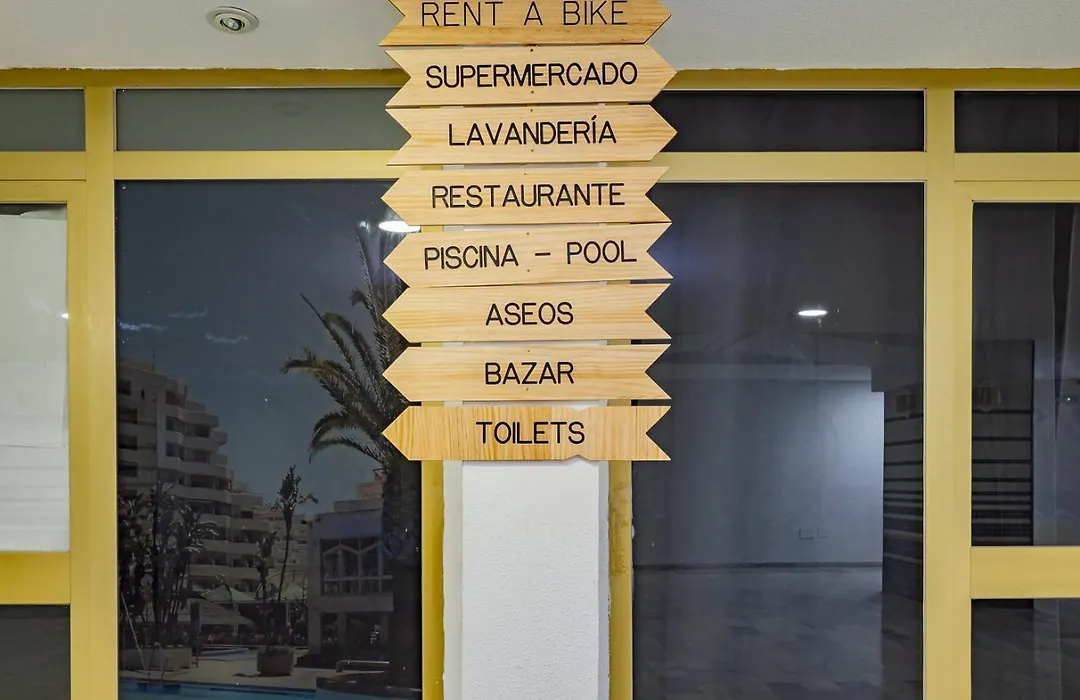 RENT A BIKE
SUPERMERCADO
LAVANDERÍA
RESTAURANTE
PISCINA - POOL
ASEOS
BAZAR
TOILETS